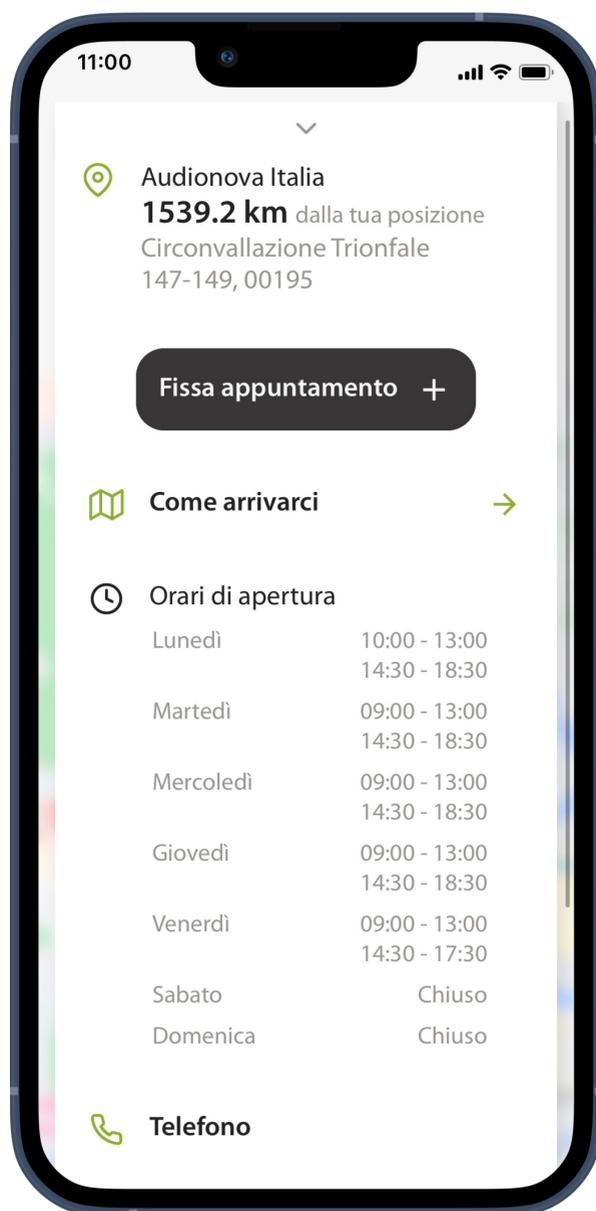 11:00
Audionova Italia
1539.2 km dalla tua posizione
Circonvallazione Trionfale
147-149, 00195
Fissa appuntamento +
Come arrivarci
Orari di apertura
Lunedì 10:00 - 13:00
14:30 - 18:30
Martedì 09:00 - 13:00
14:30 - 18:30
Mercoledì 09:00 - 13:00
14:30 - 18:30
Giovedì 09:00 - 13:00
14:30 - 18:30
Venerdì 09:00 - 13:00
14:30 - 17:30
Sabato Chiuso
Domenica Chiuso
Telefono